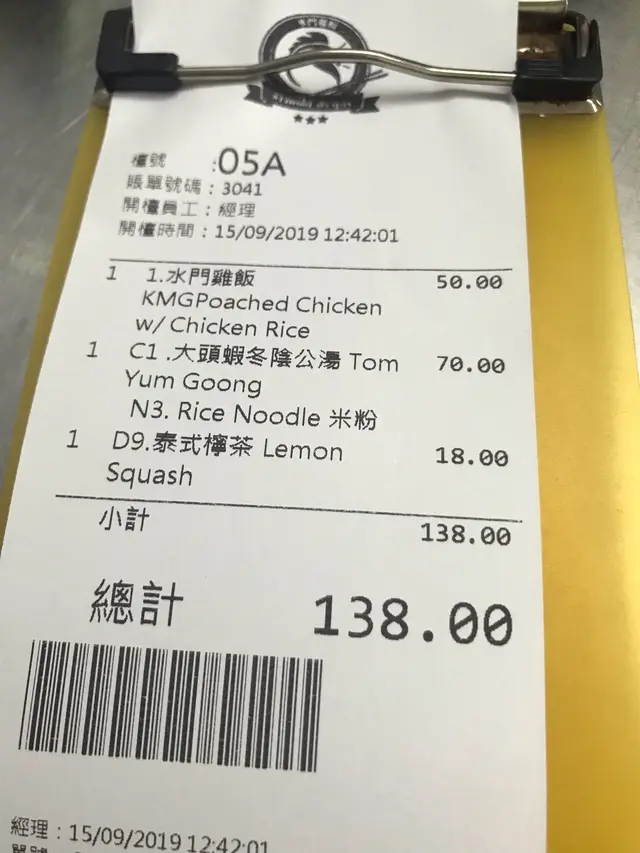 水門雞飯
檯號 :05A
賬單號碼 : 3041
開檯員工 : 經理
開檯時間 : 15/09/2019 12:42:01
1 1.水門雞飯 50.00
KMGPoached Chicken
w/ Chicken Rice
1 C1 .大頭蝦冬陰公湯 Tom 70.00
Yum Goong
N3. Rice Noodle 米粉
1 D9.泰式檸茶 Lemon 18.00
Squash
小計 138.00
總計 138.00
經理 : 15/09/2019 12:42:01